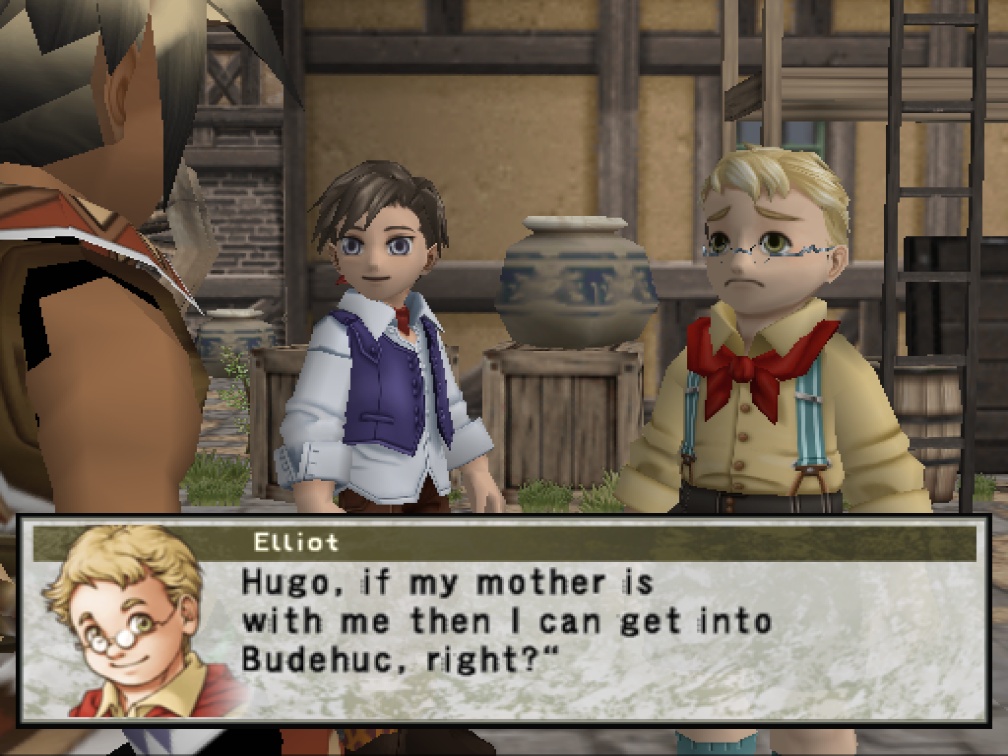 Elliot
Hugo, if my mother is
with me then I can get into
Budehuc, right?“